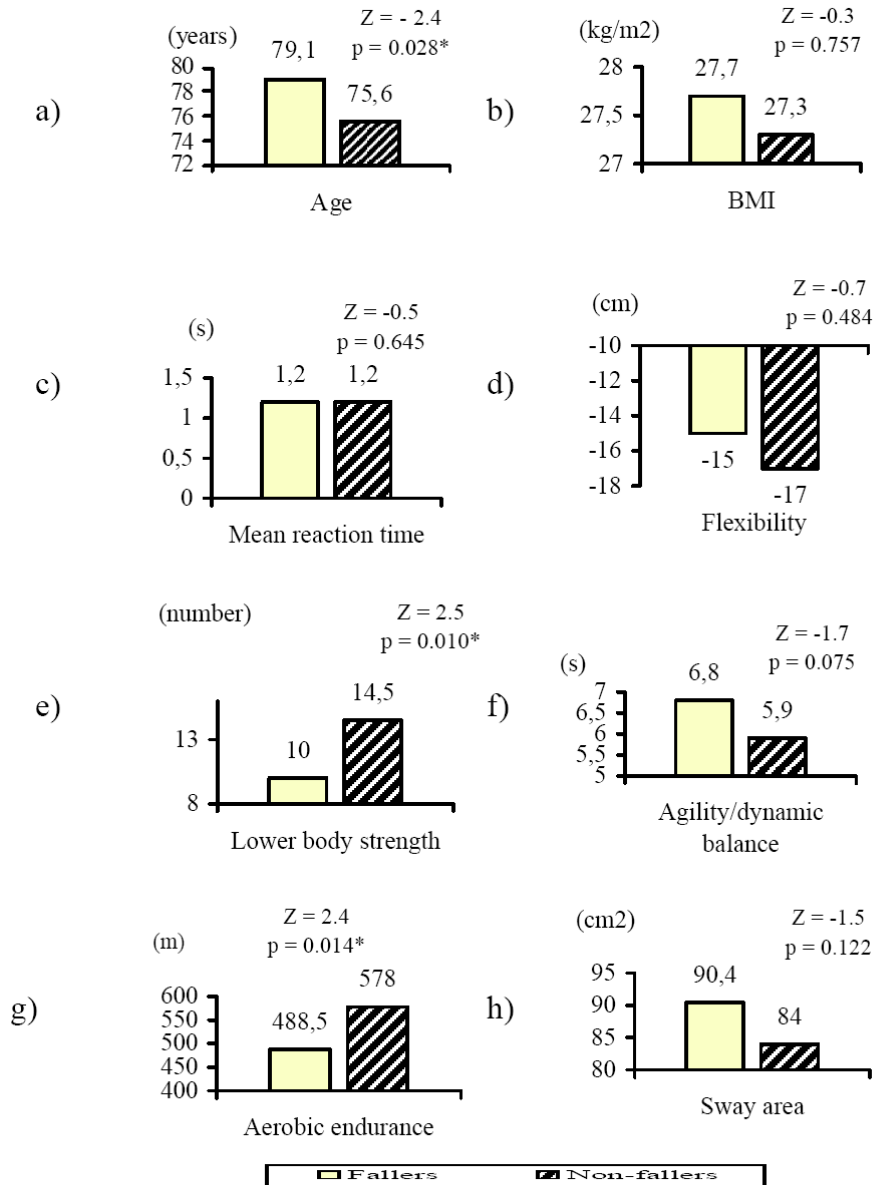 a)
(years)
Z = - 2.4
p = 0.028*
79,1
75,6
80
78
76
74
72
Age
b)
(kg/m2)
Z = -0.3
p = 0.757
27,7
27,3
28
27,5
27
BMI
c)
(s)
Z = -0.5
p = 0.645
1,2
1,2
1,5
1
0,5
0
Mean reaction time
d)
(cm)
Z = -0.7
p = 0.484
-10
-12
-14
-16
-18
-15
-17
Flexibility
e)
(number)
Z = 2.5
p = 0.010*
10
14,5
13
8
Lower body strength
f)
(s)
Z = -1.7
p = 0.075
6,8
5,9
7
6,5
6
5,5
5
Agility/dynamic
balance
g)
(m)
Z = 2.4
p = 0.014*
488,5
578
600
550
500
450
400
Aerobic endurance
h)
(cm2)
Z = -1.5
p = 0.122
90,4
84
95
90
85
80
Sway area
Fallers Non-fallers